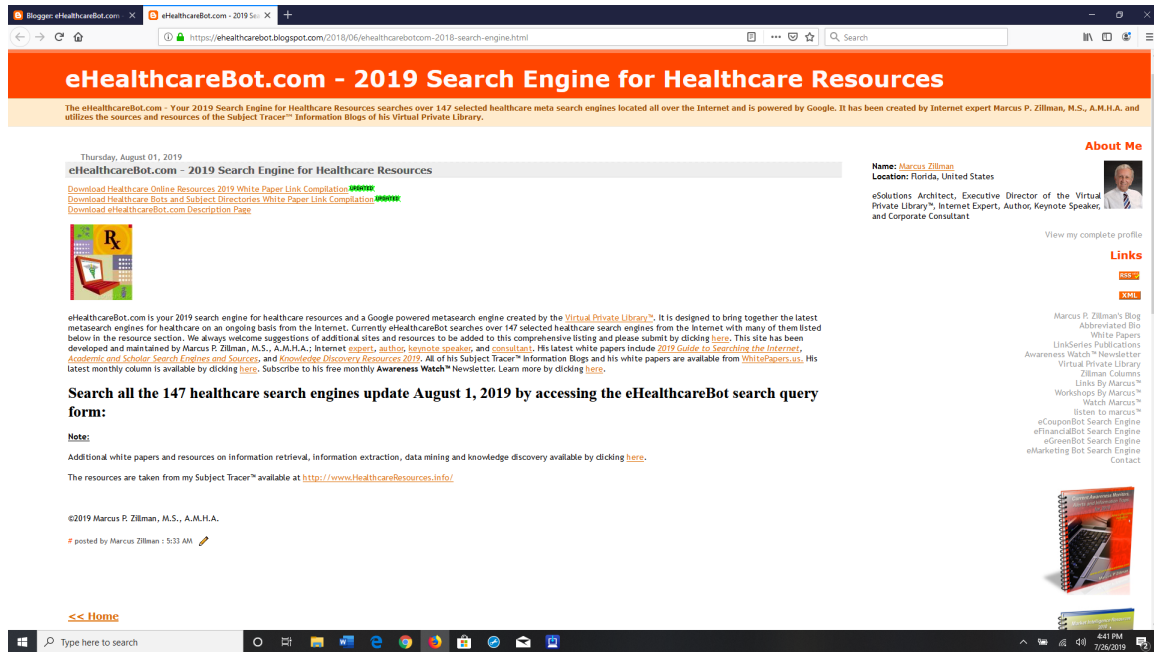 Blogger: eHealthcareBot.com -
eHealthcareBot.com - 2019 Sea
https://ehealthcarebot.blogspot.com/2018/06/ehealthcarebotcom-2018-search-engine.html
Search
eHealthcareBot.com - 2019 Search Engine for Healthcare Resources
The eHealthcareBot.com - Your 2019 Search Engine for Healthcare Resources searches over 147 selected healthcare meta search engines located all over the Internet and is powered by Google. It has been created by Internet expert Marcus P. Zillman, M.S., A.M.H.A. and
utilizes the sources and resources of the Subject Tracer™ Information Blogs of his Virtual Private Library.
Thursday, August 01, 2019
eHealthcareBot.com - 2019 Search Engine for Healthcare Resources
Download Healthcare Online Resources 2019 White Paper Link Compilation UPDATED
Download Healthcare Bots and Subject Directories White Paper Link Compilation UPDATED
Download eHealthcareBot.com Description Page
Rx
eHealthcareBot.com is your 2019 search engine for healthcare resources and a Google powered metasearch engine created by the Virtual Private Library™. It is designed to bring together the latest
metasearch engines for healthcare on an ongoing basis from the Internet. Currently eHealthcareBot searches over 147 selected healthcare search engines from the Internet with many of them listed
below in the resource section. We always welcome suggestions of additional sites and resources to be added to this comprehensive listing and please submit by clicking here. This site has been
developed and maintained by Marcus P. Zillman, M.S., A.M.H.A.; Internet expert, author, keynote speaker, and consultant. His latest white papers include 2019 Guide to Searching the Internet,
Academic and Scholar Search Engines and Sources, and Knowledge Discovery Resources 2019. All of his Subject Tracer™ Information Blogs and his white papers are available from WhitePapers.us. His
latest monthly column is available by clicking here. Subscribe to his free monthly Awareness Watch™ Newsletter. Learn more by clicking here.
Search all the 147 healthcare search engines update August 1, 2019 by accessing the eHealthcareBot search query
form:
Note:
Additional white papers and resources on information retrieval, information extraction, data mining and knowledge discovery available by clicking here.
The resources are taken from my Subject Tracer™ available at http://www.HealthcareResources.info/
©2019 Marcus P. Zillman, M.S., A.M.H.A.
# posted by Marcus Zillman : 5:33 AM
<< Home
About Me
Name: Marcus Zillman
Location: Florida, United States
eSolutions Architect, Executive Director of the Virtual
Private Library™, Internet Expert, Author, Keynote Speaker,
and Corporate Consultant
View my complete profile
Links
RSS
XML
Marcus P. Zillman's Blog
Abbreviated Bio
White Papers
LinkSeries Publications
Awareness Watch™ Newsletter
Virtual Private Library
Zillman Columns
Links By Marcus™
Workshops By Marcus™
Watch Marcus™
listen to marcus™
eCouponBot Search Engine
eFinancialBot Search Engine
eGreenBot Search Engine
eMarketing Bot Search Engine
Contact
Type here to search
4:41 PM
7/26/2019
2